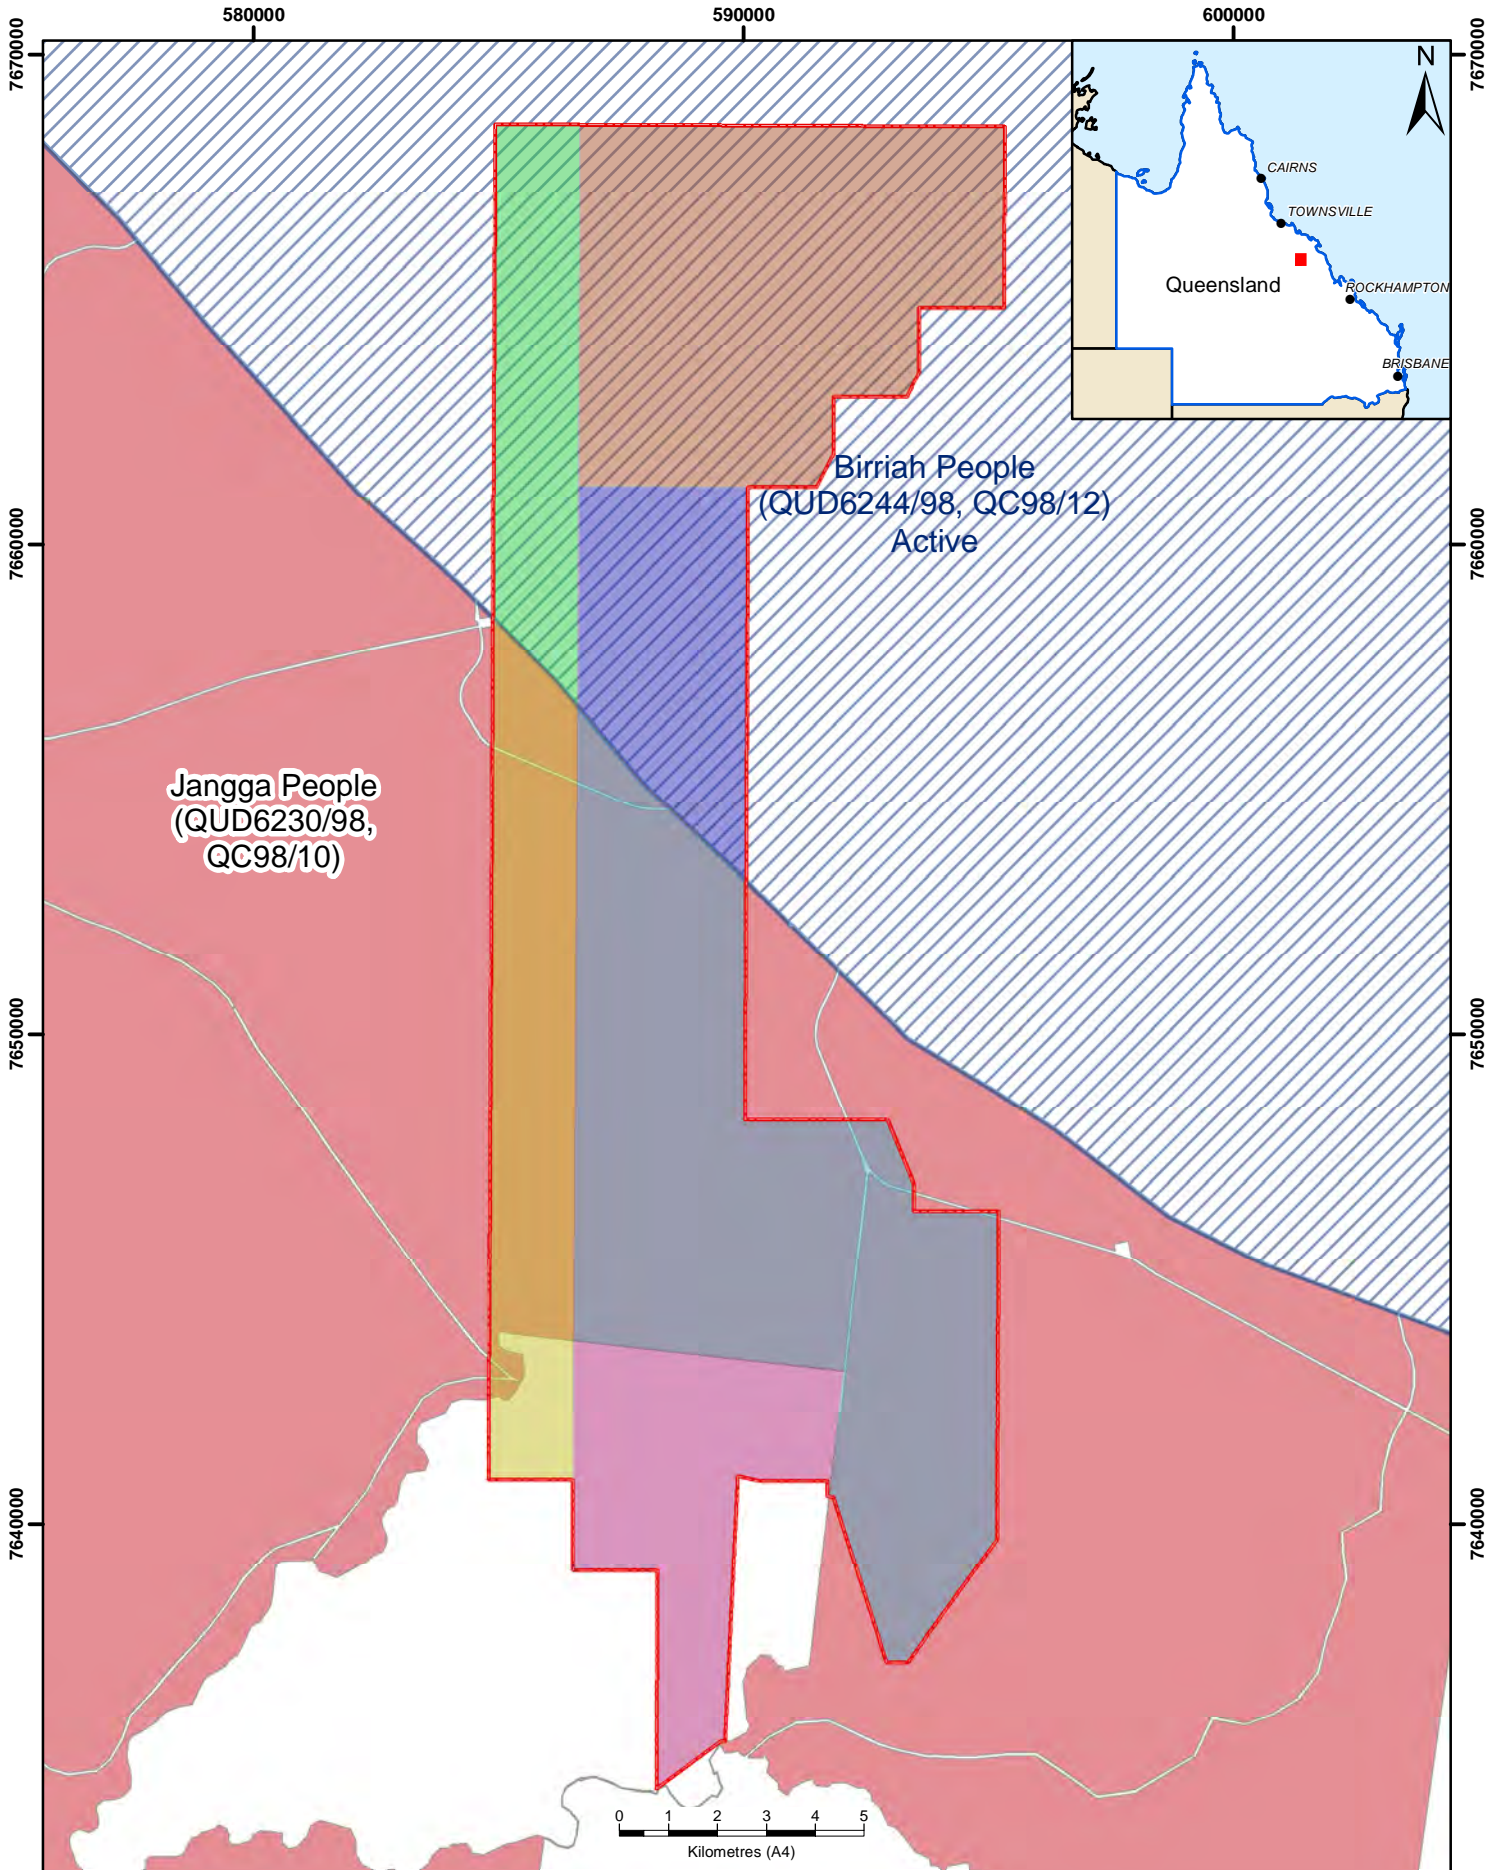 580000
590000
600000
7670000
7670000
N
CAIRNS
TOWNSVILLE
Queensland
ROCKHAMPTON
BRISBANE
Birriah People
(QUD6244/98, QC98/12)
Active
7660000
7660000
Jangga People
(QUD6230/98,
QC98/10)
7650000
7650000
7640000
7640000
0 1 2 3 4 5
Kilometres (A4)